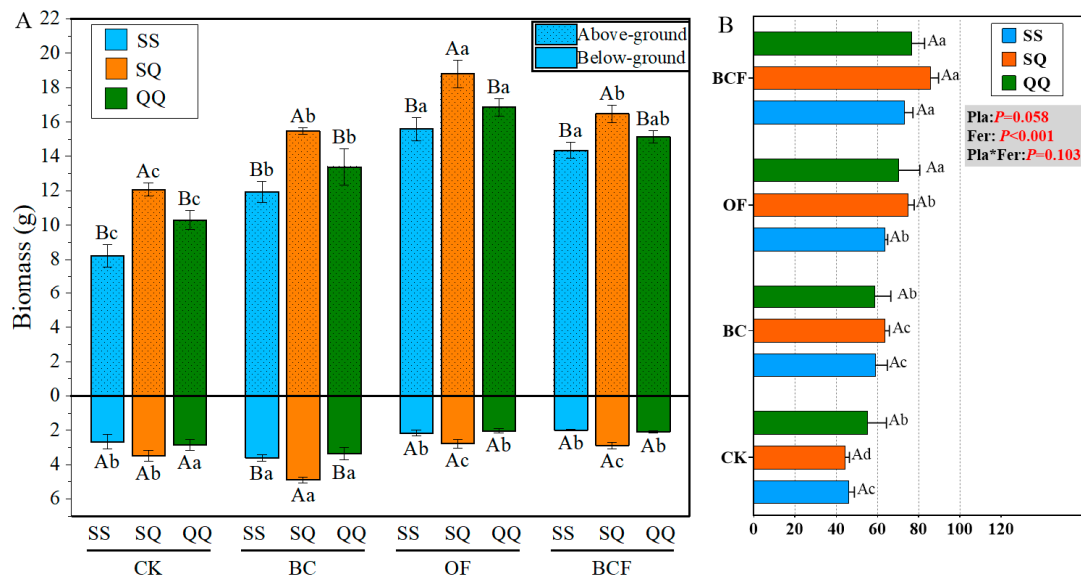 A
Biomass (g)
22
20
18
16
14
12
10
8
6
4
2
0
2
4
6
SS
SQ
QQ
Above-ground
Below-ground
Bc Ac Bc
Bb Ab Bb
Ba Aa Ba
Ba Ab Bab
Ab Ab Aa
Ba Aa Ba
Ab Ac Ab
Ab Ac Ab
SS SQ QQ SS SQ QQ SS SQ QQ SS SQ QQ
CK BC OF BCF
B
SS
SQ
QQ
Pla:P=0.058
Fer: P<0.001
Pla*Fer:P=0.103
BCF
Aa
Aa
Aa
OF
Aa
Ab
Ab
BC
Ab
Ac
Ac
CK
Ab
Ad
Ac
0 20 40 60 80 100 120